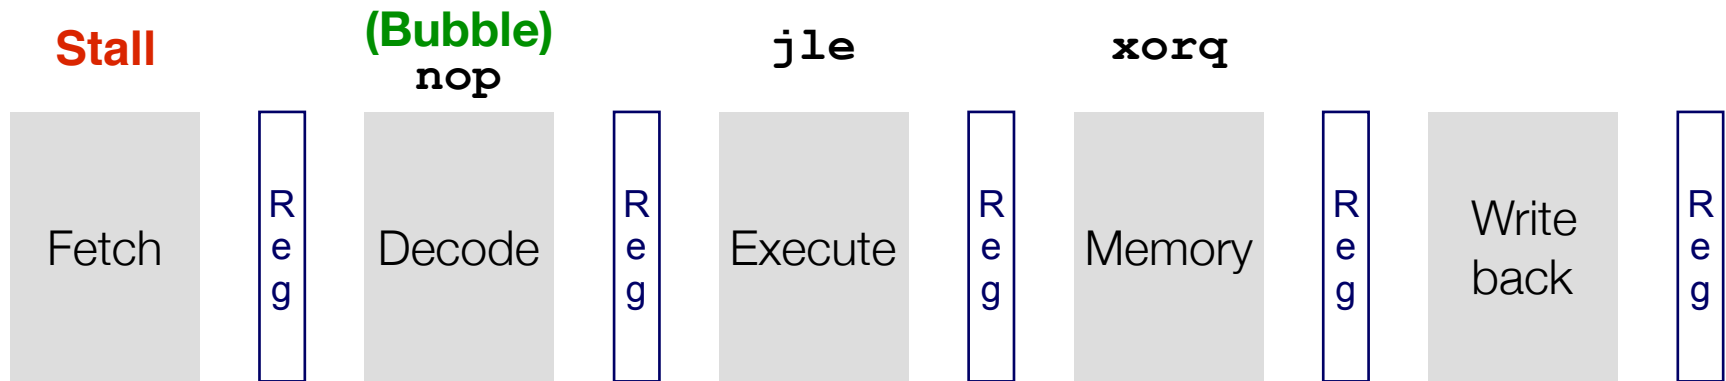 Stall
(Bubble)
nop
jle
xorq
Fetch
R
e
g
Decode
R
e
g
Execute
R
e
g
Memory
R
e
g
Write
back
R
e
g